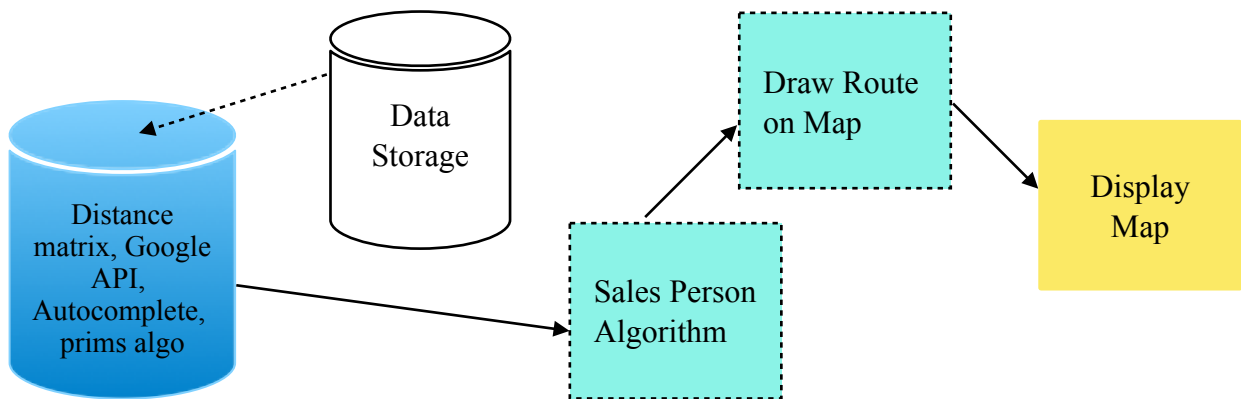 Data
Storage
Distance
matrix, Google
API,
Autocomplete,
prims algo
Sales Person
Algorithm
Draw Route
on Map
Display
Map